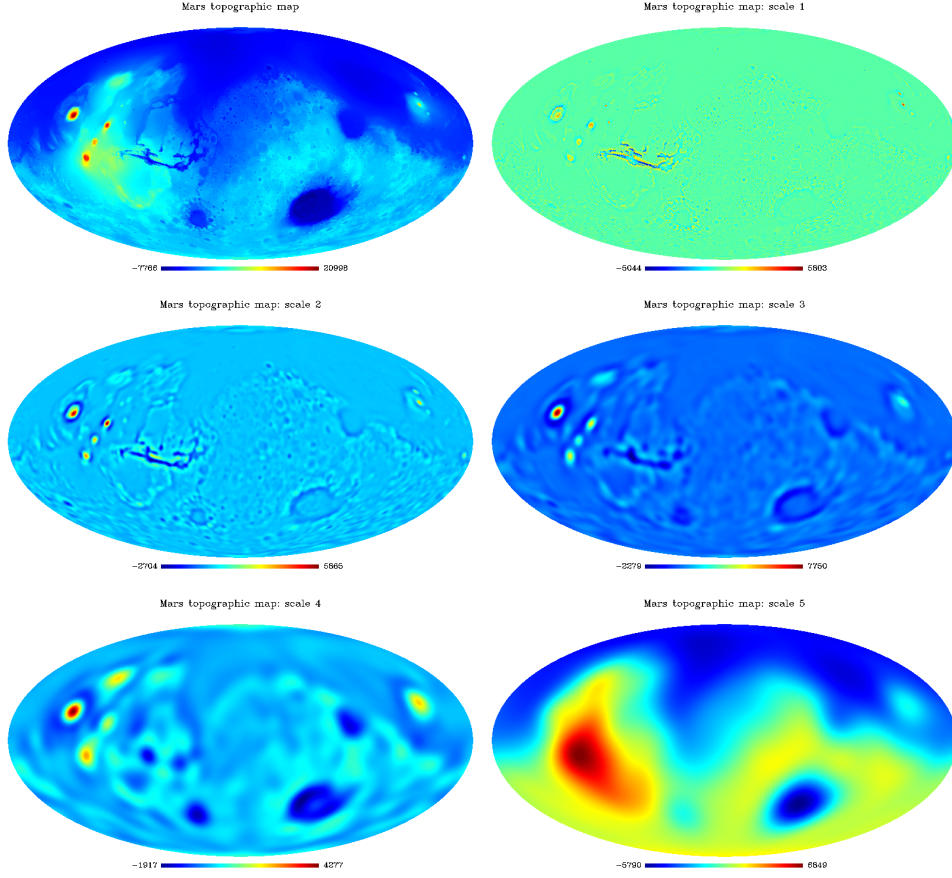 Mars topographic map
Mars topographic map: scale 1
-7766 20998
-5044 5803
Mars topographic map: scale 2
Mars topographic map: scale 3
-2704 5865
-2279 7750
Mars topographic map: scale 4
Mars topographic map: scale 5
-1917 4277
-5790 6849